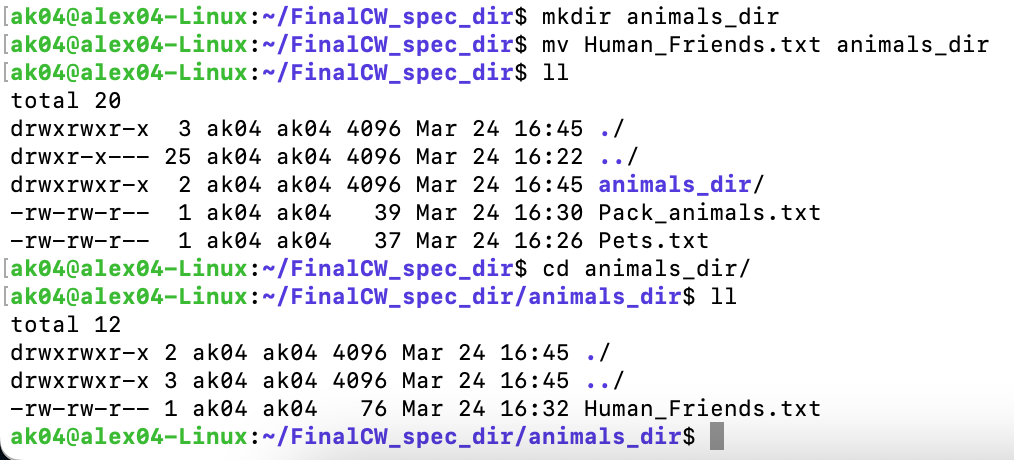 [ak04@alex04-Linux:~/FinalCW_spec_dir$ mkdir animals_dir
[ak04@alex04-Linux:~/FinalCW_spec_dir$ mv Human_Friends.txt animals_dir
[ak04@alex04-Linux:~/FinalCW_spec_dir$ ll
total 20
drwxrwxr-x  3 ak04 ak04 4096 Mar 24 16:45 ./
drwxr-x--- 25 ak04 ak04 4096 Mar 24 16:22 ../
drwxrwxr-x  2 ak04 ak04 4096 Mar 24 16:45 animals_dir/
-rw-rw-r--  1 ak04 ak04   39 Mar 24 16:30 Pack_animals.txt
-rw-rw-r--  1 ak04 ak04   37 Mar 24 16:26 Pets.txt
[ak04@alex04-Linux:~/FinalCW_spec_dir$ cd animals_dir/
[ak04@alex04-Linux:~/FinalCW_spec_dir/animals_dir$ ll
total 12
drwxrwxr-x 2 ak04 ak04 4096 Mar 24 16:45 ./
drwxrwxr-x 3 ak04 ak04 4096 Mar 24 16:45 ../
-rw-rw-r-- 1 ak04 ak04   76 Mar 24 16:32 Human_Friends.txt
ak04@alex04-Linux:~/FinalCW_spec_dir/animals_dir$